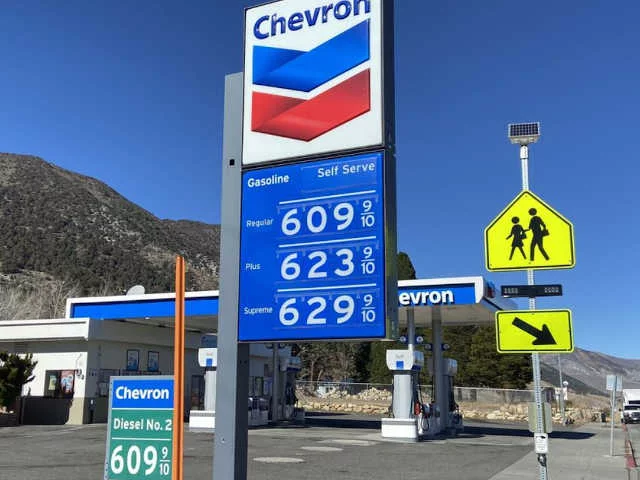 Chevron
Gasoline Self Serve
Regular 609 9/10
Plus 623 9/10
Supreme 629 9/10
evron
Chevron
Diesel No. 2
609 9/10